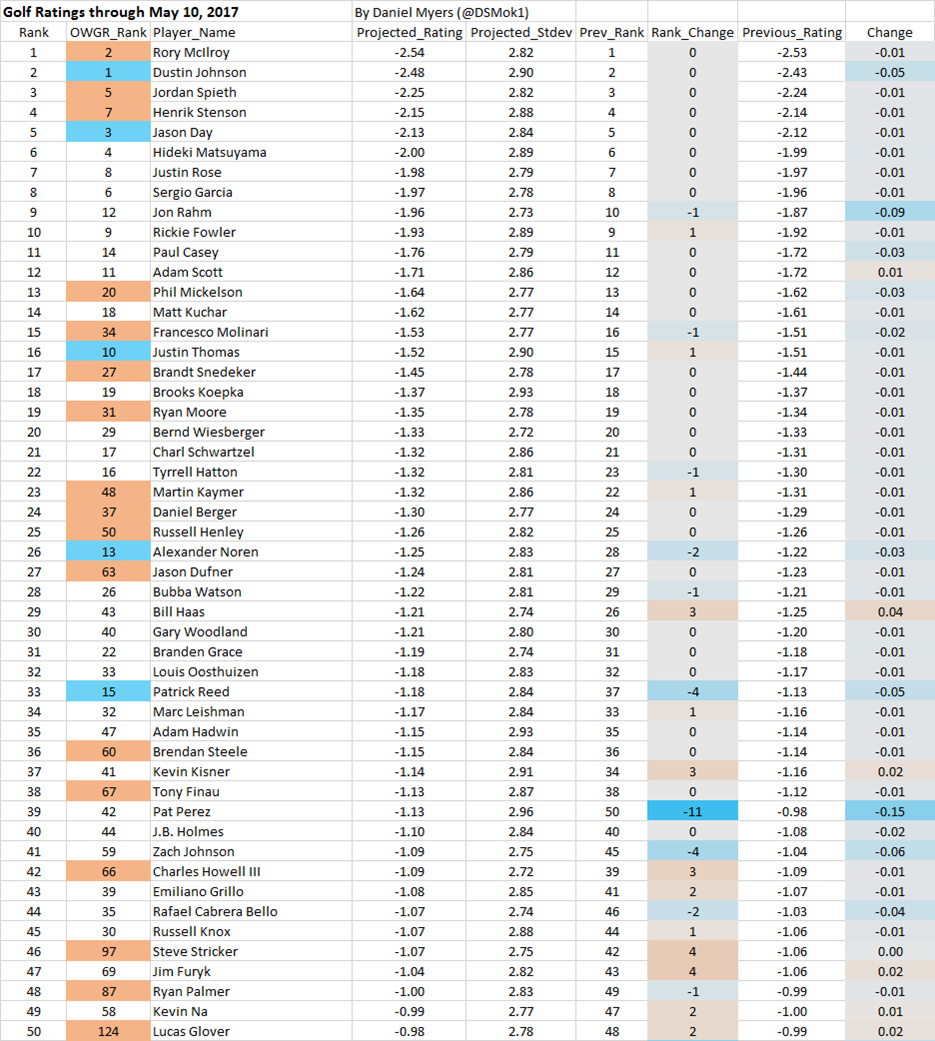 Golf Ratings through May 10, 2017 By Daniel Myers (@DSMok1)
Rank OWGR_Rank Player_Name Projected_Rating Projected_Stdev Prev_Rank Rank_Change Previous_Rating Change
1 2 Rory McIlroy -2.54 2.82 1 0 -2.53 -0.01
2 1 Dustin Johnson -2.48 2.90 2 0 -2.43 -0.05
3 5 Jordan Spieth -2.25 2.82 3 0 -2.24 -0.01
4 7 Henrik Stenson -2.15 2.88 4 0 -2.14 -0.01
5 3 Jason Day -2.13 2.84 5 0 -2.12 -0.01
6 4 Hideki Matsuyama -2.00 2.89 6 0 -1.99 -0.01
7 8 Justin Rose -1.98 2.79 7 0 -1.97 -0.01
8 6 Sergio Garcia -1.97 2.78 8 0 -1.96 -0.01
9 12 Jon Rahm -1.96 2.73 10 -1 -1.87 -0.09
10 9 Rickie Fowler -1.93 2.89 9 1 -1.92 -0.01
11 14 Paul Casey -1.76 2.79 11 0 -1.72 -0.03
12 11 Adam Scott -1.71 2.86 12 0 -1.72 0.01
13 20 Phil Mickelson -1.64 2.77 13 0 -1.62 -0.03
14 18 Matt Kuchar -1.62 2.77 14 0 -1.61 -0.01
15 34 Francesco Molinari -1.53 2.77 16 -1 -1.51 -0.02
16 10 Justin Thomas -1.52 2.90 15 1 -1.51 -0.01
17 27 Brandt Snedeker -1.45 2.78 17 0 -1.44 -0.01
18 19 Brooks Koepka -1.37 2.93 18 0 -1.37 -0.01
19 31 Ryan Moore -1.35 2.78 19 0 -1.34 -0.01
20 29 Bernd Wiesberger -1.33 2.72 20 0 -1.33 -0.01
21 17 Charl Schwartzel -1.32 2.86 21 0 -1.31 -0.01
22 16 Tyrrell Hatton -1.32 2.81 23 -1 -1.30 -0.01
23 48 Martin Kaymer -1.32 2.86 22 1 -1.31 -0.01
24 37 Daniel Berger -1.30 2.77 24 0 -1.29 -0.01
25 50 Russell Henley -1.26 2.82 25 0 -1.26 -0.01
26 13 Alexander Noren -1.25 2.83 28 -2 -1.22 -0.03
27 63 Jason Dufner -1.24 2.81 27 0 -1.23 -0.01
28 26 Bubba Watson -1.22 2.81 29 -1 -1.21 -0.01
29 43 Bill Haas -1.21 2.74 26 3 -1.25 0.04
30 40 Gary Woodland -1.21 2.80 30 0 -1.20 -0.01
31 22 Branden Grace -1.19 2.74 31 0 -1.18 -0.01
32 33 Louis Oosthuizen -1.18 2.83 32 0 -1.17 -0.01
33 15 Patrick Reed -1.18 2.84 37 -4 -1.13 -0.05
34 32 Marc Leishman -1.17 2.84 33 1 -1.16 -0.01
35 47 Adam Hadwin -1.15 2.93 35 0 -1.14 -0.01
36 60 Brendan Steele -1.15 2.84 36 0 -1.14 -0.01
37 41 Kevin Kisner -1.14 2.91 34 3 -1.16 0.02
38 67 Tony Finau -1.13 2.87 38 0 -1.12 -0.01
39 42 Pat Perez -1.13 2.96 50 -11 -0.98 -0.15
40 44 J.B. Holmes -1.10 2.84 40 0 -1.08 -0.02
41 59 Zach Johnson -1.09 2.75 45 -4 -1.04 -0.06
42 66 Charles Howell III -1.09 2.72 39 3 -1.09 -0.01
43 39 Emiliano Grillo -1.08 2.85 41 2 -1.07 -0.01
44 35 Rafael Cabrera Bello -1.07 2.74 46 -2 -1.03 -0.04
45 30 Russell Knox -1.07 2.88 44 1 -1.06 -0.01
46 97 Steve Stricker -1.07 2.75 42 4 -1.06 0.00
47 69 Jim Furyk -1.04 2.82 43 4 -1.06 0.02
48 87 Ryan Palmer -1.00 2.83 49 -1 -0.99 -0.01
49 58 Kevin Na -0.99 2.77 47 2 -1.00 0.01
50 124 Lucas Glover -0.98 2.78 48 2 -0.99 0.02